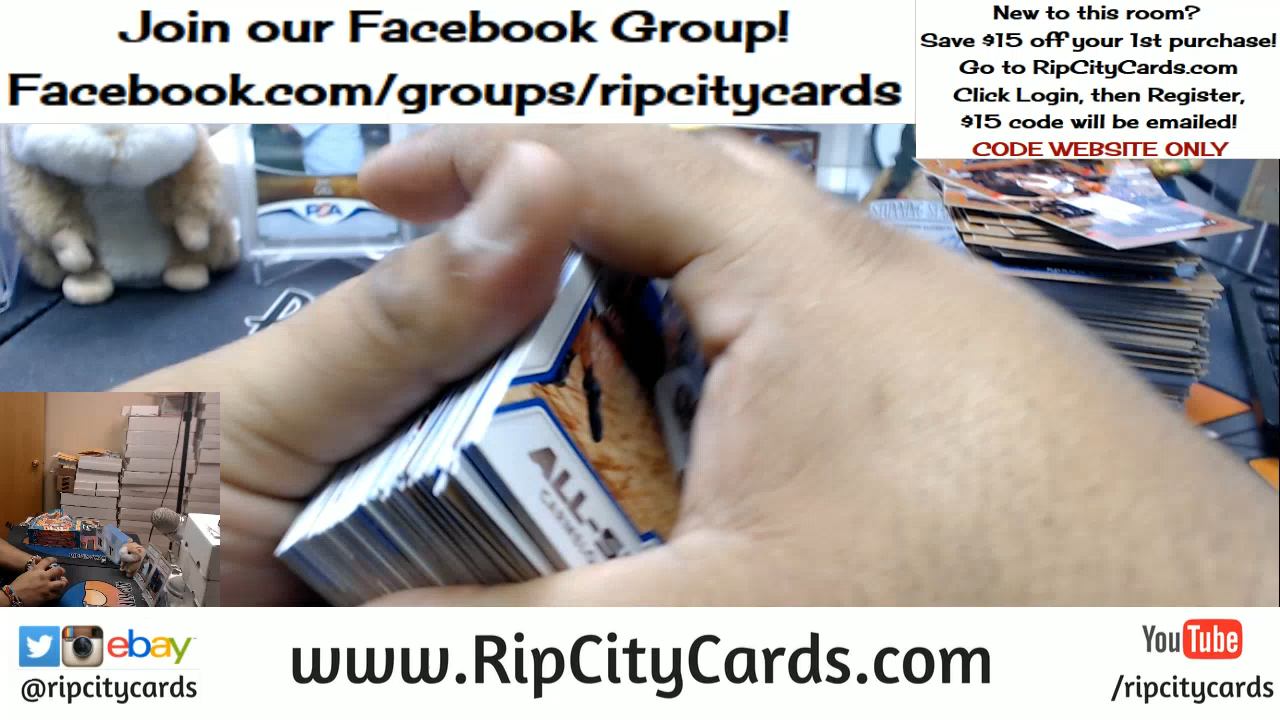 Join our Facebook Group!
Facebook.com/groups/ripcitycards
New to this room?
Save $15 off your 1st purchase!
Go to RipCityCards.com
Click Login, then Register,
$15 code will be emailed!
CODE WEBSITE ONLY
PSA
ALL-S
ebay
@ripcitycards
www.RipCityCards.com
YouTube
/ripcitycards